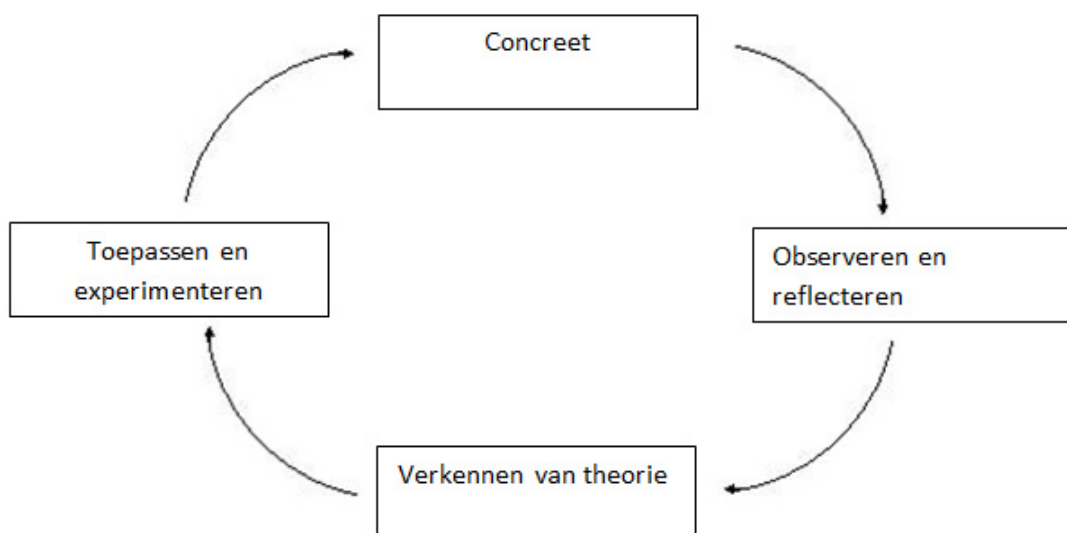 Concreet
Toepassen en
experimenteren
Observeren en
reflecteren
Verkennen van theorie